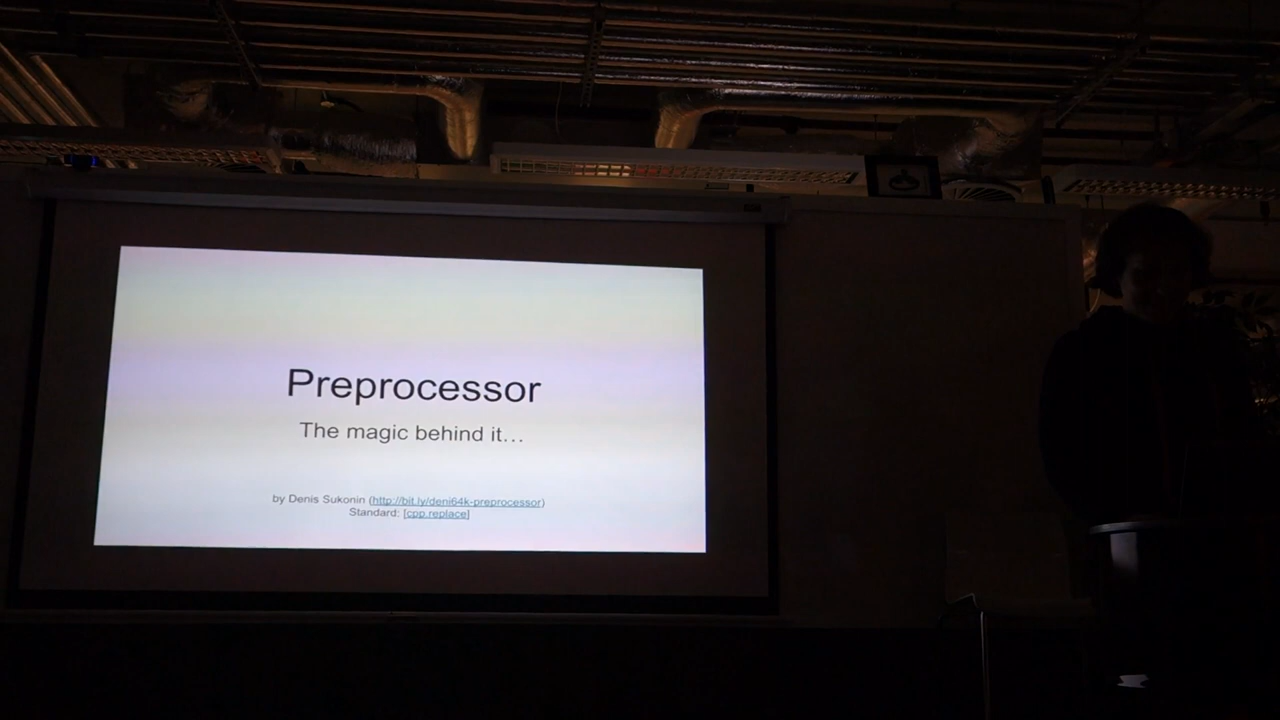 Preprocessor
The magic behind it…
by Denis Sukonin (http://bit.ly/deni64k-preprocessor)
Standard: [cpp.replace]